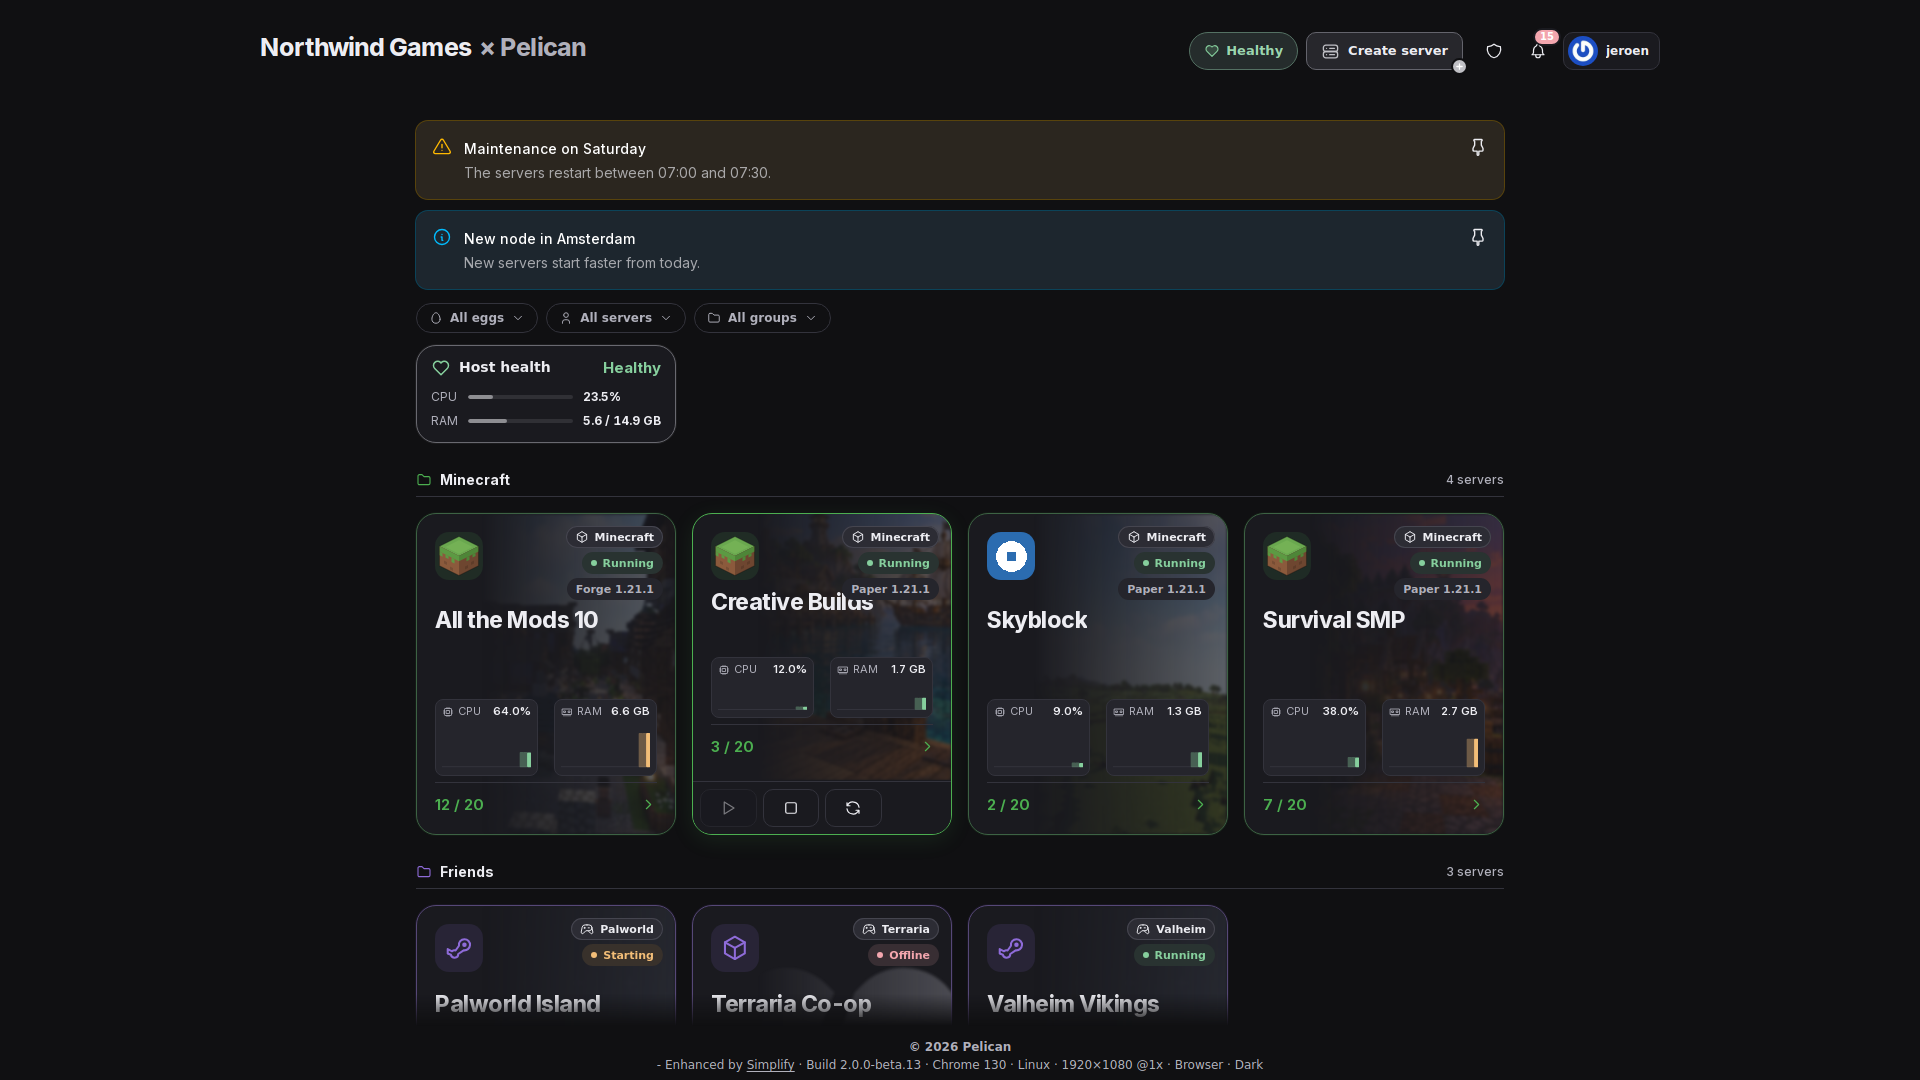 Northwind Games × Pelican
Healthy
Create server
15
jeroen
Maintenance on Saturday
The servers restart between 07:00 and 07:30.
New node in Amsterdam
New servers start faster from today.
All eggs
All servers
All groups
Host health
Healthy
CPU
23.5%
RAM
5.6 / 14.9 GB
Minecraft
4 servers
Minecraft
Running
Forge 1.21.1
All the Mods 10
CPU 64.0%
RAM 6.6 GB
12 / 20
Minecraft
Running
Paper 1.21.1
Creative Builds
CPU 12.0%
RAM 1.7 GB
3 / 20
Minecraft
Running
Paper 1.21.1
Skyblock
CPU 9.0%
RAM 1.3 GB
2 / 20
Minecraft
Running
Paper 1.21.1
Survival SMP
CPU 38.0%
RAM 2.7 GB
7 / 20
Friends
3 servers
Palworld
Starting
Palworld Island
Terraria
Offline
Terraria Co-op
Valheim
Running
Valheim Vikings
© 2026 Pelican
- Enhanced by Simplify · Build 2.0.0-beta.13 · Chrome 130 · Linux · 1920×1080 @1x · Browser · Dark